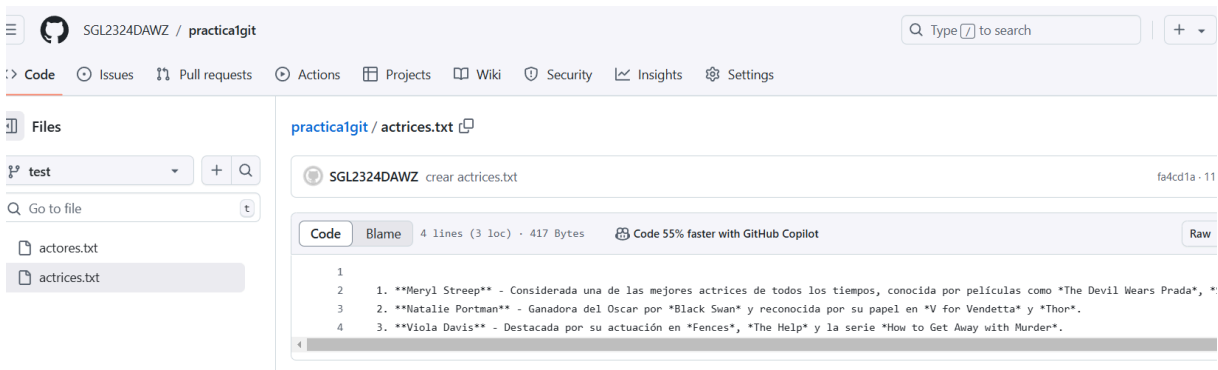 SGL2324DAWZ / practica1git
Type / to search
Code Issues Pull requests Actions Projects Wiki Security Insights Settings
Files
test
Go to file t
actores.txt
actrices.txt
practica1git / actrices.txt
SGL2324DAWZ crear actrices.txt fa4cd1a · 11
Code Blame 4 lines (3 loc) · 417 Bytes Code 55% faster with GitHub Copilot Raw
1
2 1. **Meryl Streep** - Considerada una de las mejores actrices de todos los tiempos, conocida por películas como *The Devil Wears Prada*, *
3 2. **Natalie Portman** - Ganadora del Oscar por *Black Swan* y reconocida por su papel en *V for Vendetta* y *Thor*.
4 3. **Viola Davis** - Destacada por su actuación en *Fences*, *The Help* y la serie *How to Get Away with Murder*.